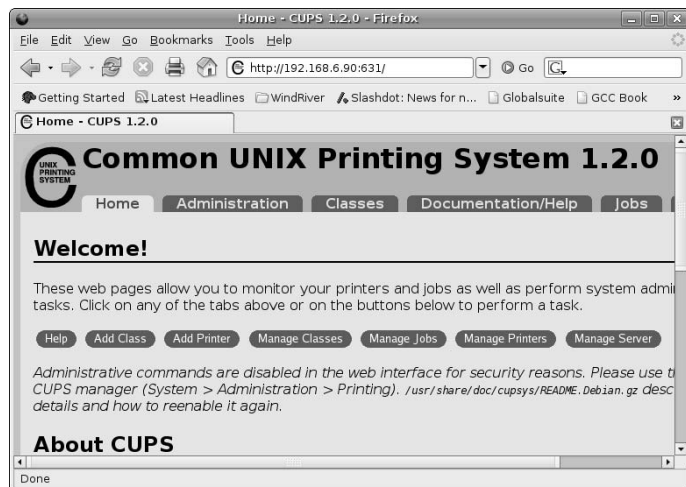 Home - CUPS 1.2.0 - Firefox
File Edit View Go Bookmarks Tools Help
http://192.168.6.90:631/ Go G
Getting Started Latest Headlines WindRiver Slashdot: News for n... Globalsuite GCC Book »
Home - CUPS 1.2.0
UNIX PRINTING SYSTEM
Common UNIX Printing System 1.2.0
Home Administration Classes Documentation/Help Jobs
Welcome!
These web pages allow you to monitor your printers and jobs as well as perform system admi
tasks. Click on any of the tabs above or on the buttons below to perform a task.
Help Add Class Add Printer Manage Classes Manage Jobs Manage Printers Manage Server
Administrative commands are disabled in the web interface for security reasons. Please use t
CUPS manager (System > Administration > Printing). /usr/share/doc/cupsys/README.Debian.gz desc
details and how to reenable it again.
About CUPS
Done